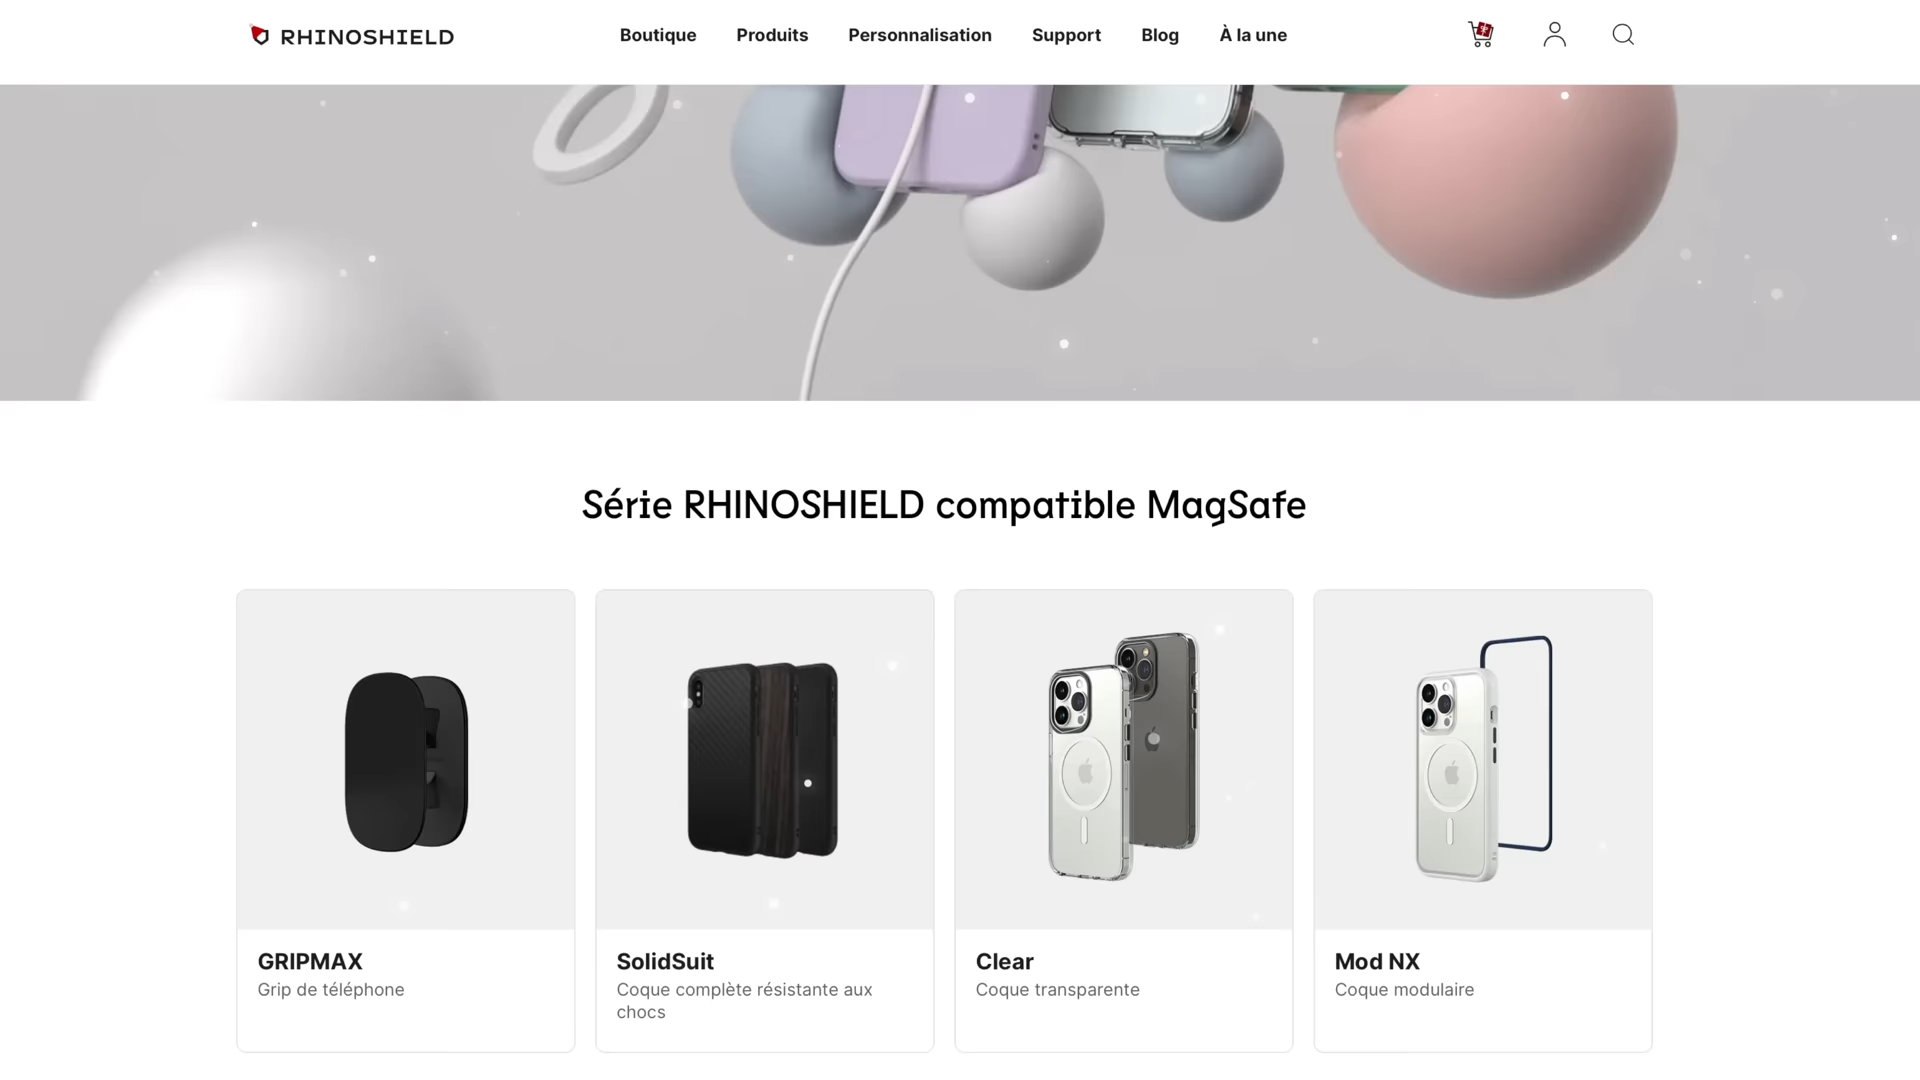 RHINOSHIELD
Boutique Produits Personnalisation Support Blog À la une
Série RHINOSHIELD compatible MagSafe
GRIPMAX
Grip de téléphone
SolidSuit
Coque complète résistante aux
chocs
Clear
Coque transparente
Mod NX
Coque modulaire